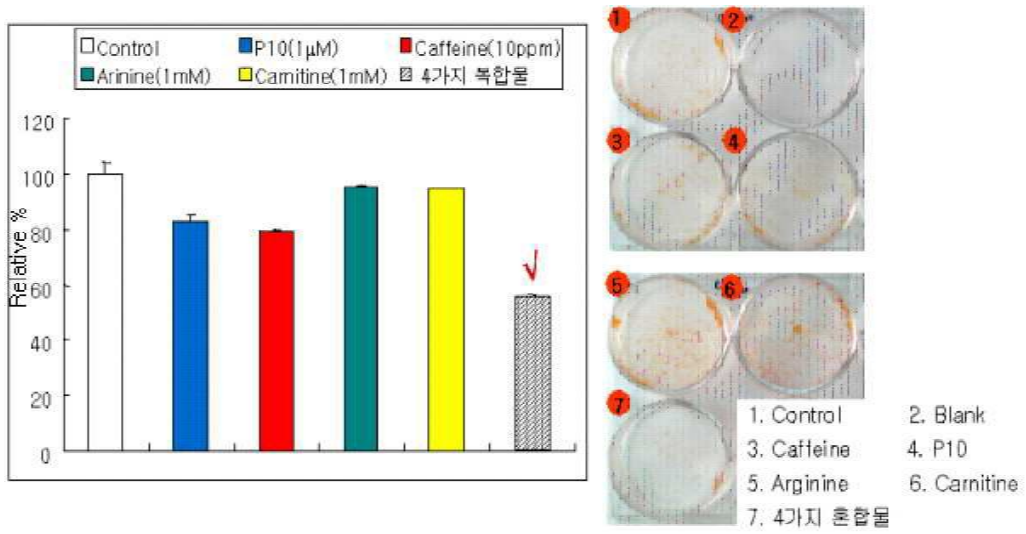 Control P10(1μM) Caffeine(10ppm)
Arinine(1mM) Carnitine(1mM) 4가지 복합물
120
100
80
60
40
20
0
Relative %
√
1 2
3 4
5 6
7
1. Control 2. Blank
3. Catteine 4. P10
5. Arginine 6. Carnitine
7. 4가지 혼합물